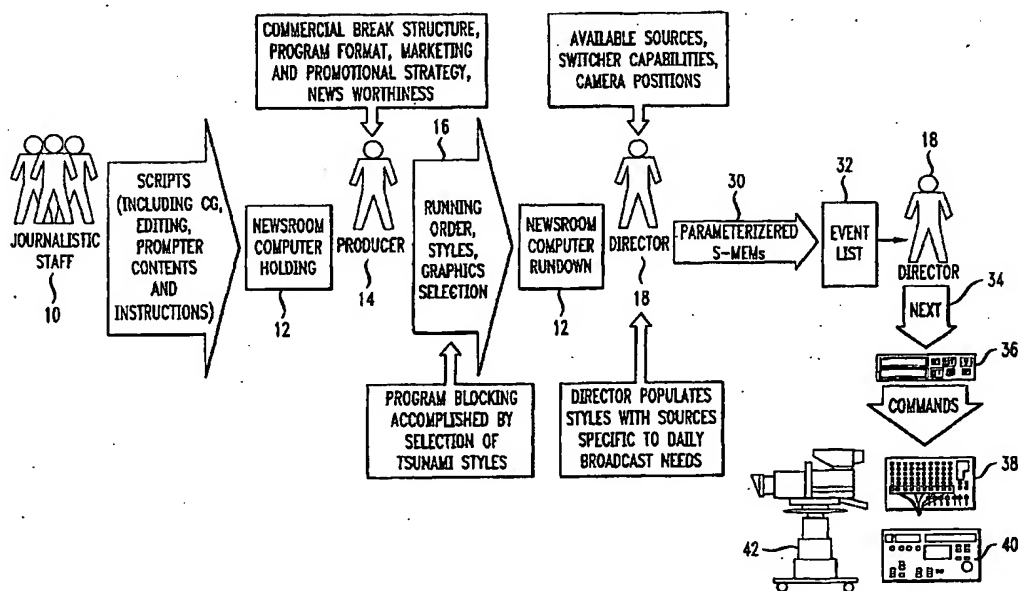 COMMERCIAL BREAK STRUCTURE,
PROGRAM FORMAT, MARKETING
AND PROMOTIONAL STRATEGY,
NEWS WORTHINESS
AVAILABLE SOURCES,
SWITCHER CAPABILITIES,
CAMERA POSITIONS
JOURNALISTIC
STAFF
10
SCRIPTS
(INCLUDING CG,
EDITING,
PROMPTER
CONTENTS
AND
INSTRUCTIONS)
NEWSROOM
COMPUTER
HOLDING
12
PRODUCER
14
16
RUNNING
ORDER,
STYLES,
GRAPHICS
SELECTION
NEWSROOM
COMPUTER
RUNDOWN
12
DIRECTOR
18
30
PARAMETERIZERED
S-MEMs
32
EVENT
LIST
18
DIRECTOR
34
NEXT
36
COMMANDS
38
40
42
PROGRAM BLOCKING
ACCOMPLISHED BY
SELECTION OF
TSUNAMI STYLES
DIRECTOR POPULATES
STYLES WITH SOURCES
SPECIFIC TO DAILY
BROADCAST NEEDS